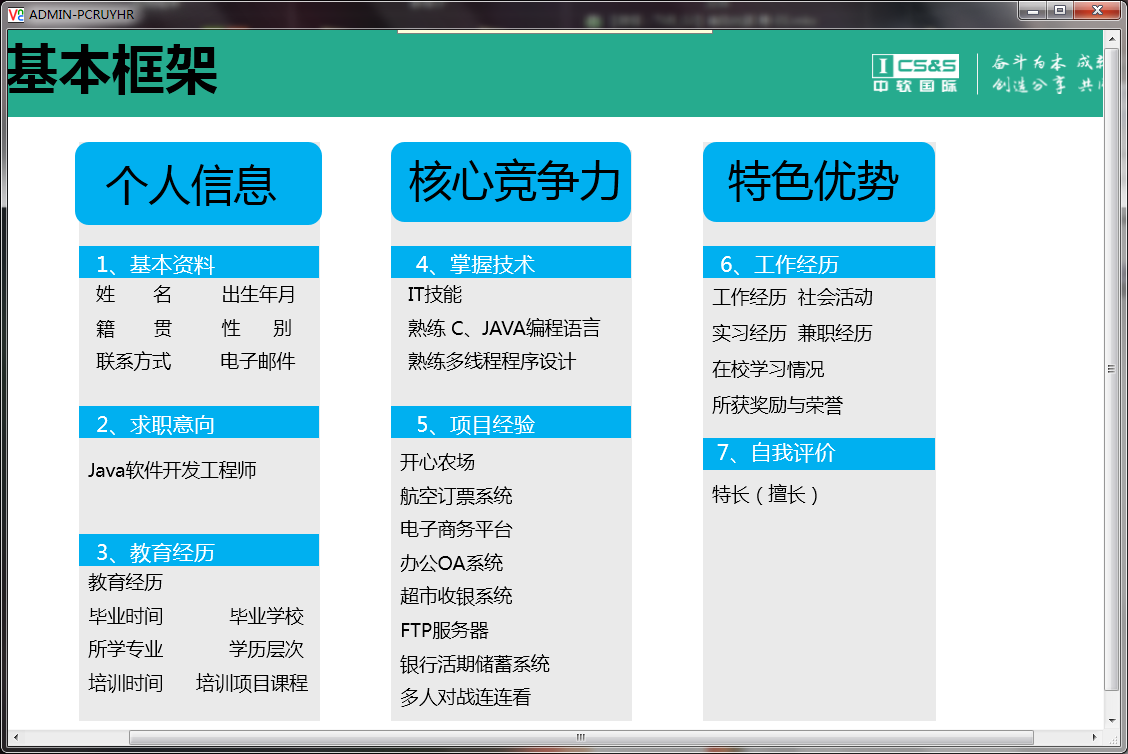 ADMIN-PCRUYHR
基本框架
I CS&S
中软国际
奋斗为本 成
创造分享 共
个人信息
1、基本资料
姓 名 出生年月
籍 贯 性 别
联系方式 电子邮件
2、求职意向
Java软件开发工程师
3、教育经历
教育经历
毕业时间 毕业学校
所学专业 学历层次
培训时间 培训项目课程
核心竞争力
4、掌握技术
IT技能
熟练 C、JAVA编程语言
熟练多线程程序设计
5、项目经验
开心农场
航空订票系统
电子商务平台
办公OA系统
超市收银系统
FTP服务器
银行活期储蓄系统
多人对战连连看
特色优势
6、工作经历
工作经历 社会活动
实习经历 兼职经历
在校学习情况
所获奖励与荣誉
7、自我评价
特长（擅长）